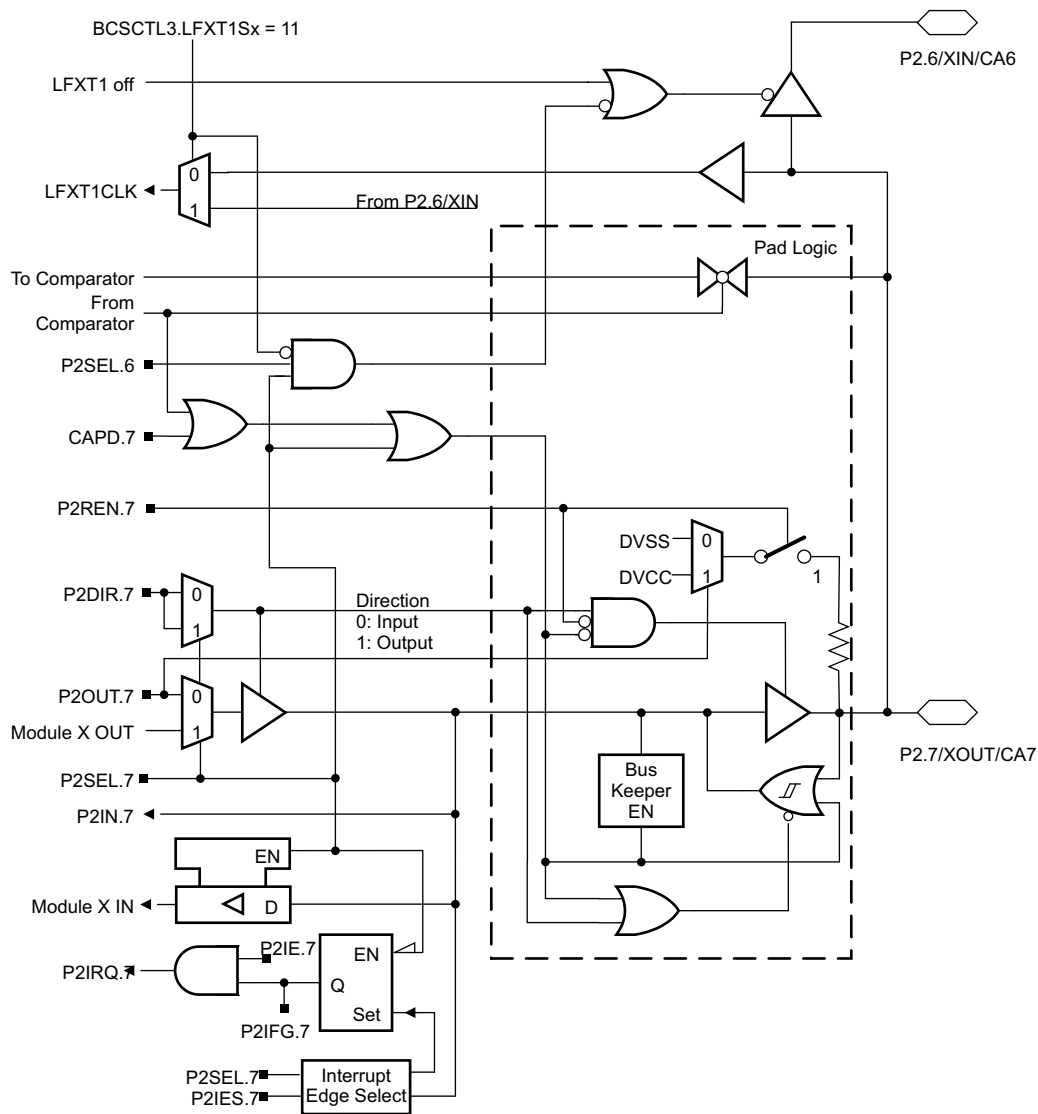 BCSCTL3.LFXT1Sx = 11
P2.6/XIN/CA6
LFXT1 off
0
LFXT1CLK
1
From P2.6/XIN
Pad Logic
To Comparator
From
Comparator
P2SEL.6
CAPD.7
P2REN.7
DVSS
0
DVCC
1
1
P2DIR.7
0
1
Direction
0: Input
1: Output
P2OUT.7
0
Module X OUT
1
P2.7/XOUT/CA7
P2SEL.7
Bus
Keeper
EN
P2IN.7
EN
Module X IN
D
P2IE.7
EN
P2IRQ.7
Q
Set
P2IFG.7
P2SEL.7
P2IES.7
Interrupt
Edge Select